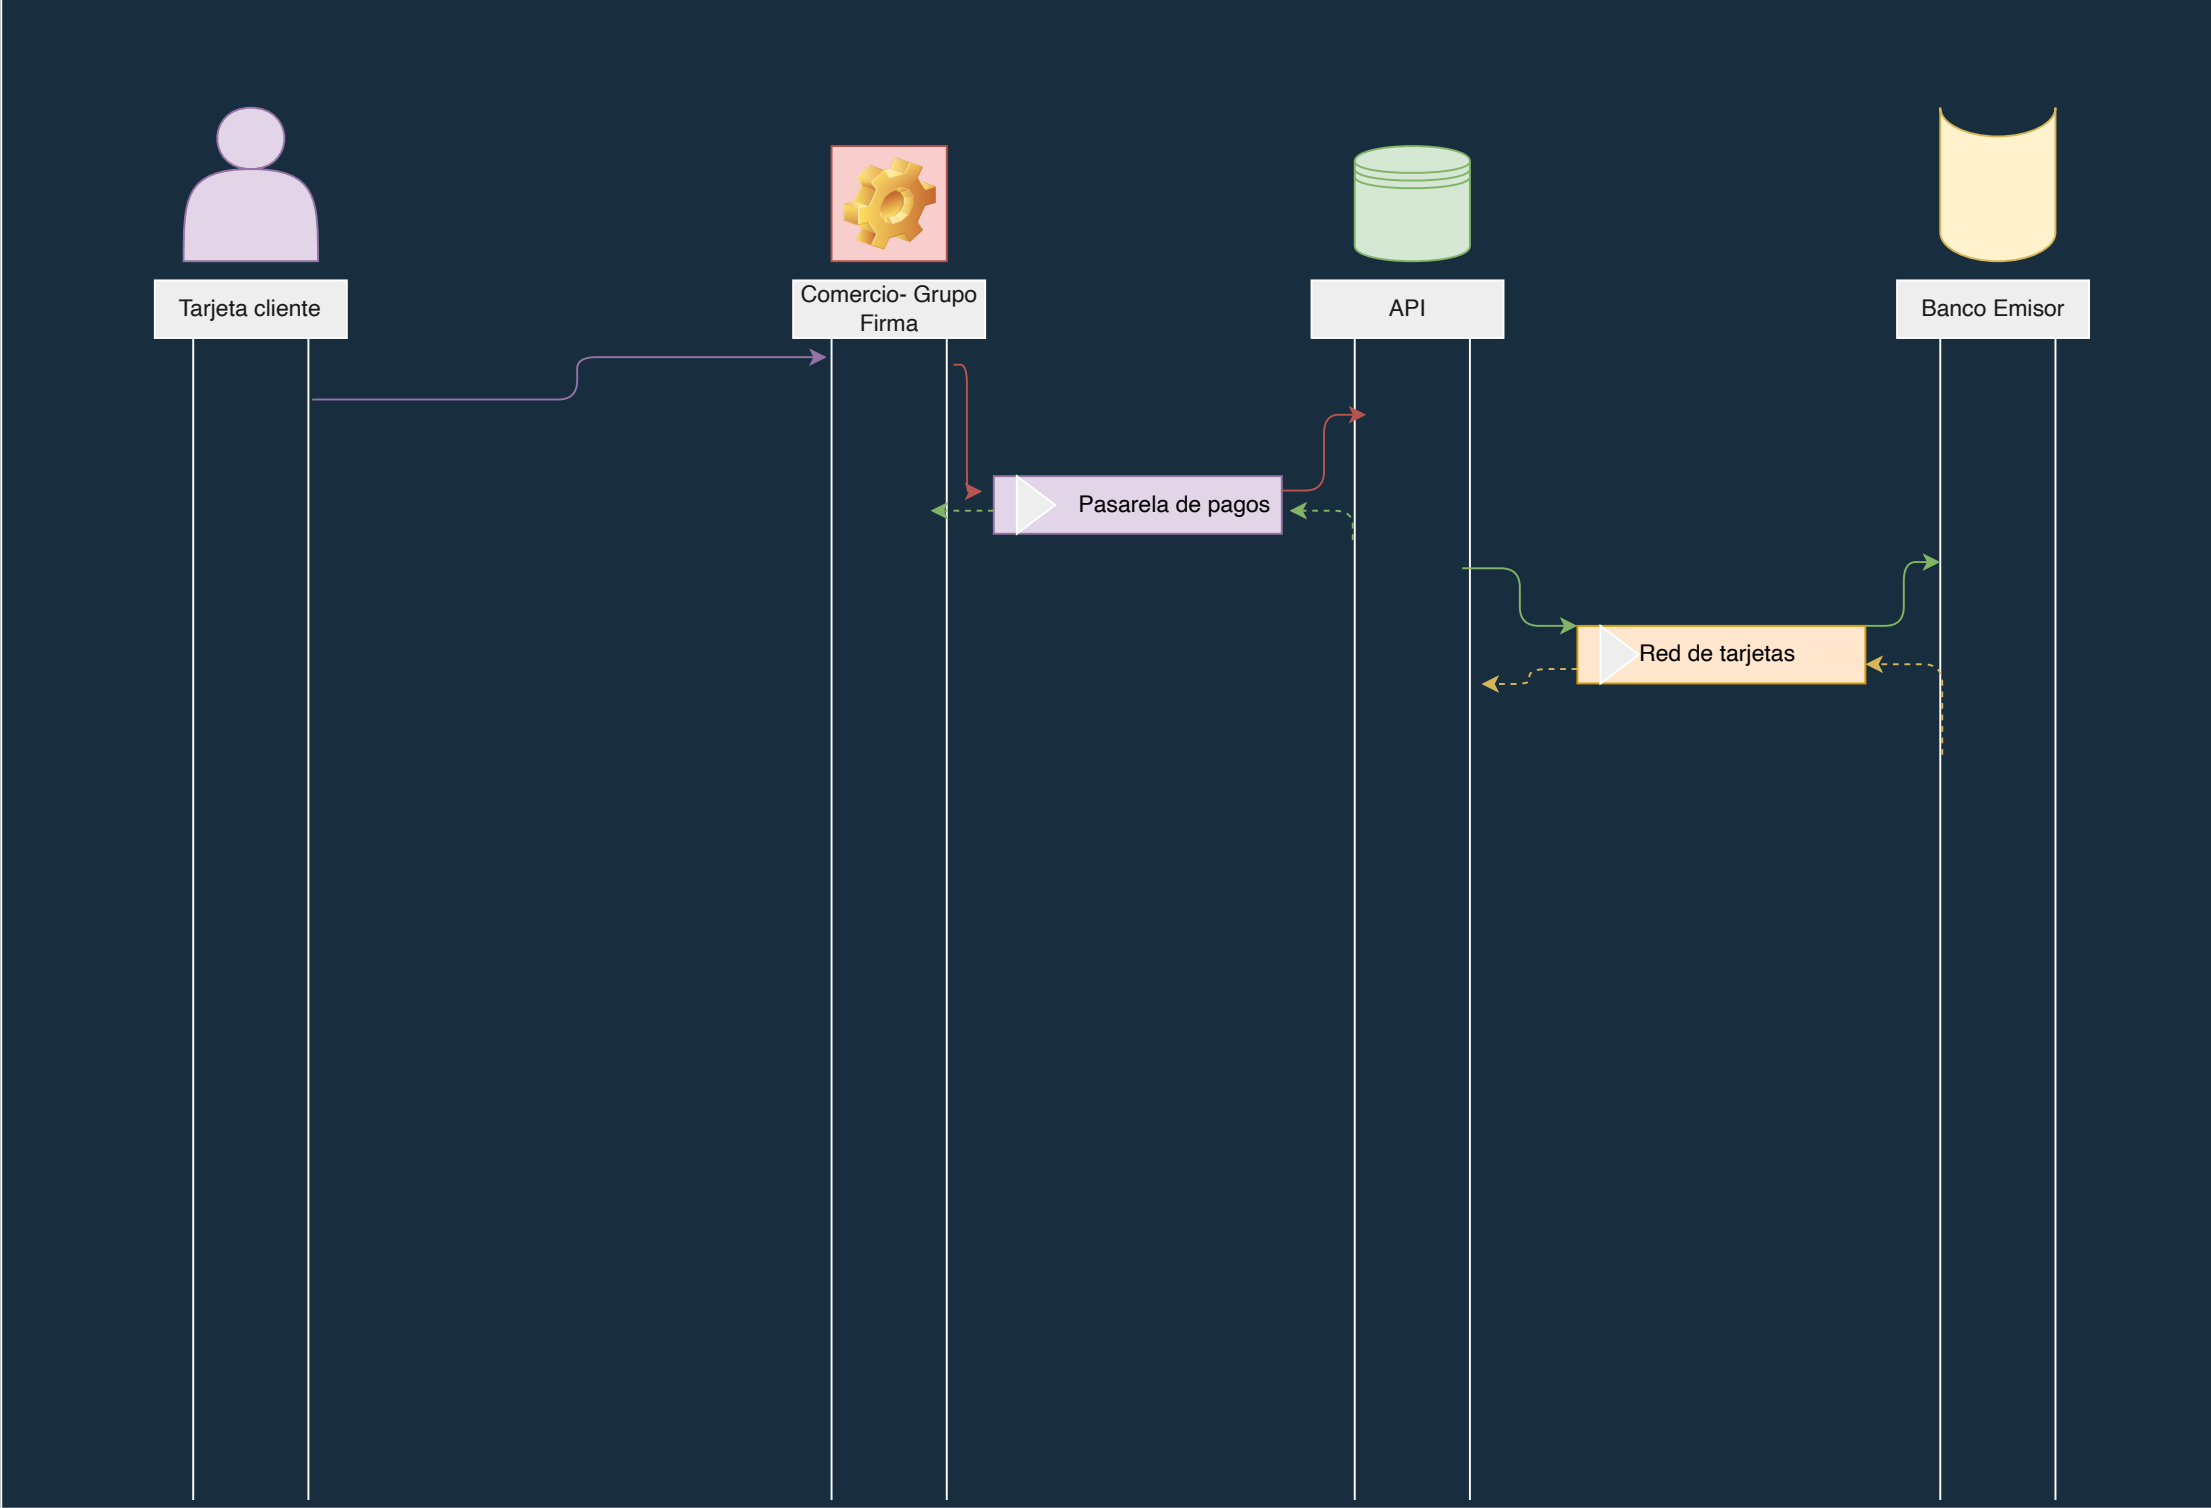 Tarjeta cliente
Comercio- Grupo
Firma
API
Banco Emisor
Pasarela de pagos
Red de tarjetas